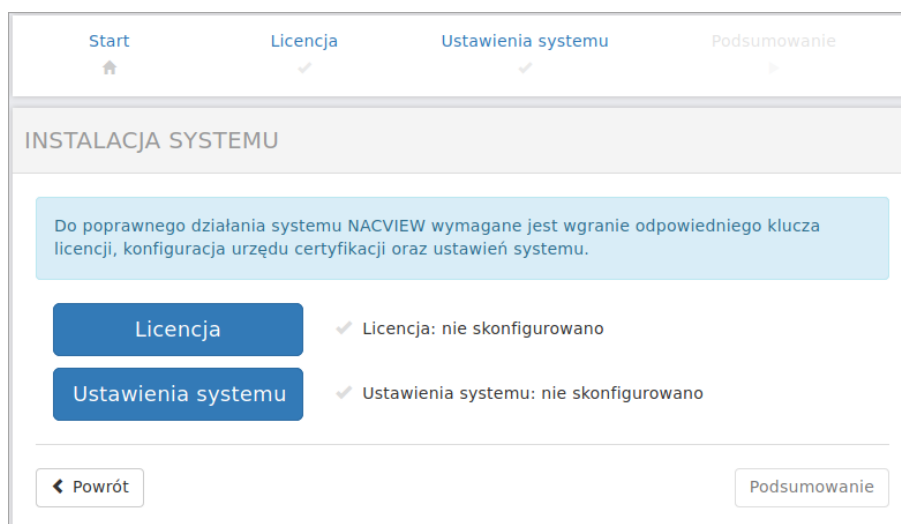 Start Licencja Ustawienia systemu Podsumowanie
INSTALACJA SYSTEMU
Do poprawnego działania systemu NACVIEW wymagane jest wgranie odpowiedniego klucza
licencji, konfiguracja urzędu certyfikacji oraz ustawień systemu.
Licencja Licencja: nie skonfigurowano
Ustawienia systemu Ustawienia systemu: nie skonfigurowano
Powrót Podsumowanie